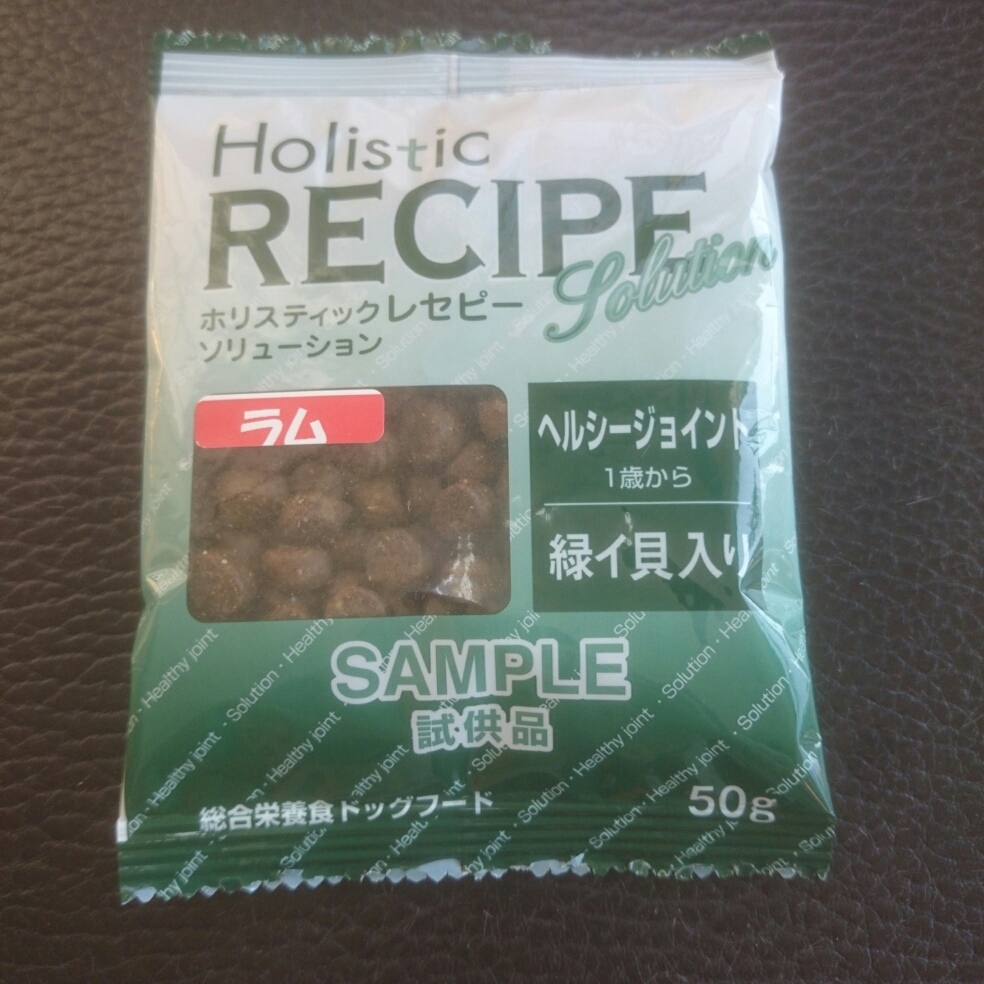 Holistic
RECIPE
Solution
ホリスティックレセピー
ソリューション
ラム
ヘルシージョイント
1歳から
緑イ貝入り
SAMPLE
試供品
総合栄養食ドッグフード
50g
Solution・Healthy joint